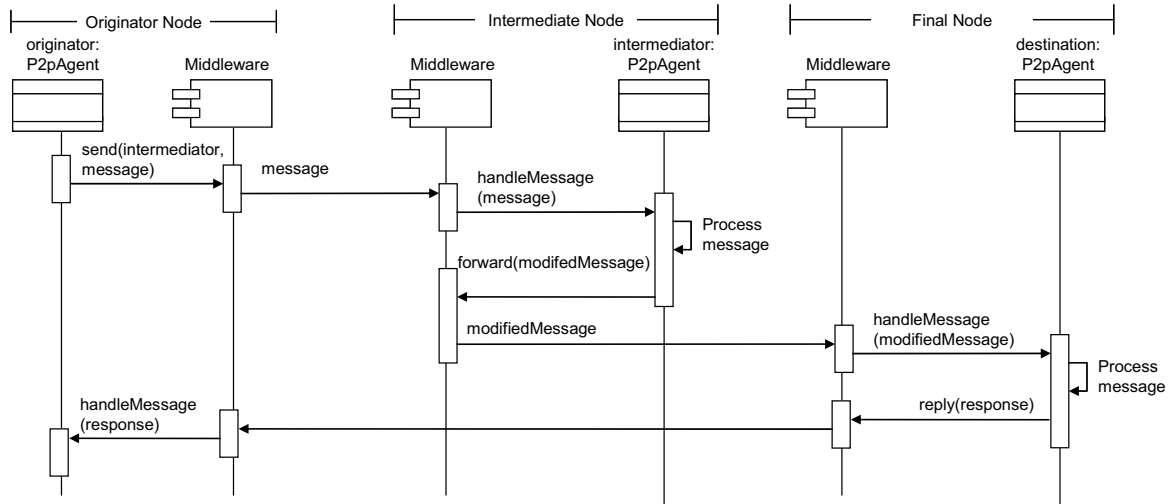 Originator Node
Intermediate Node
Final Node
originator:
P2pAgent
Middleware
Middleware
intermediator:
P2pAgent
Middleware
destination:
P2pAgent
send(intermediator,
message)
message
handleMessage
(message)
Process
message
forward(modifedMessage)
modifiedMessage
handleMessage
(modifiedMessage)
Process
message
reply(response)
handleMessage
(response)